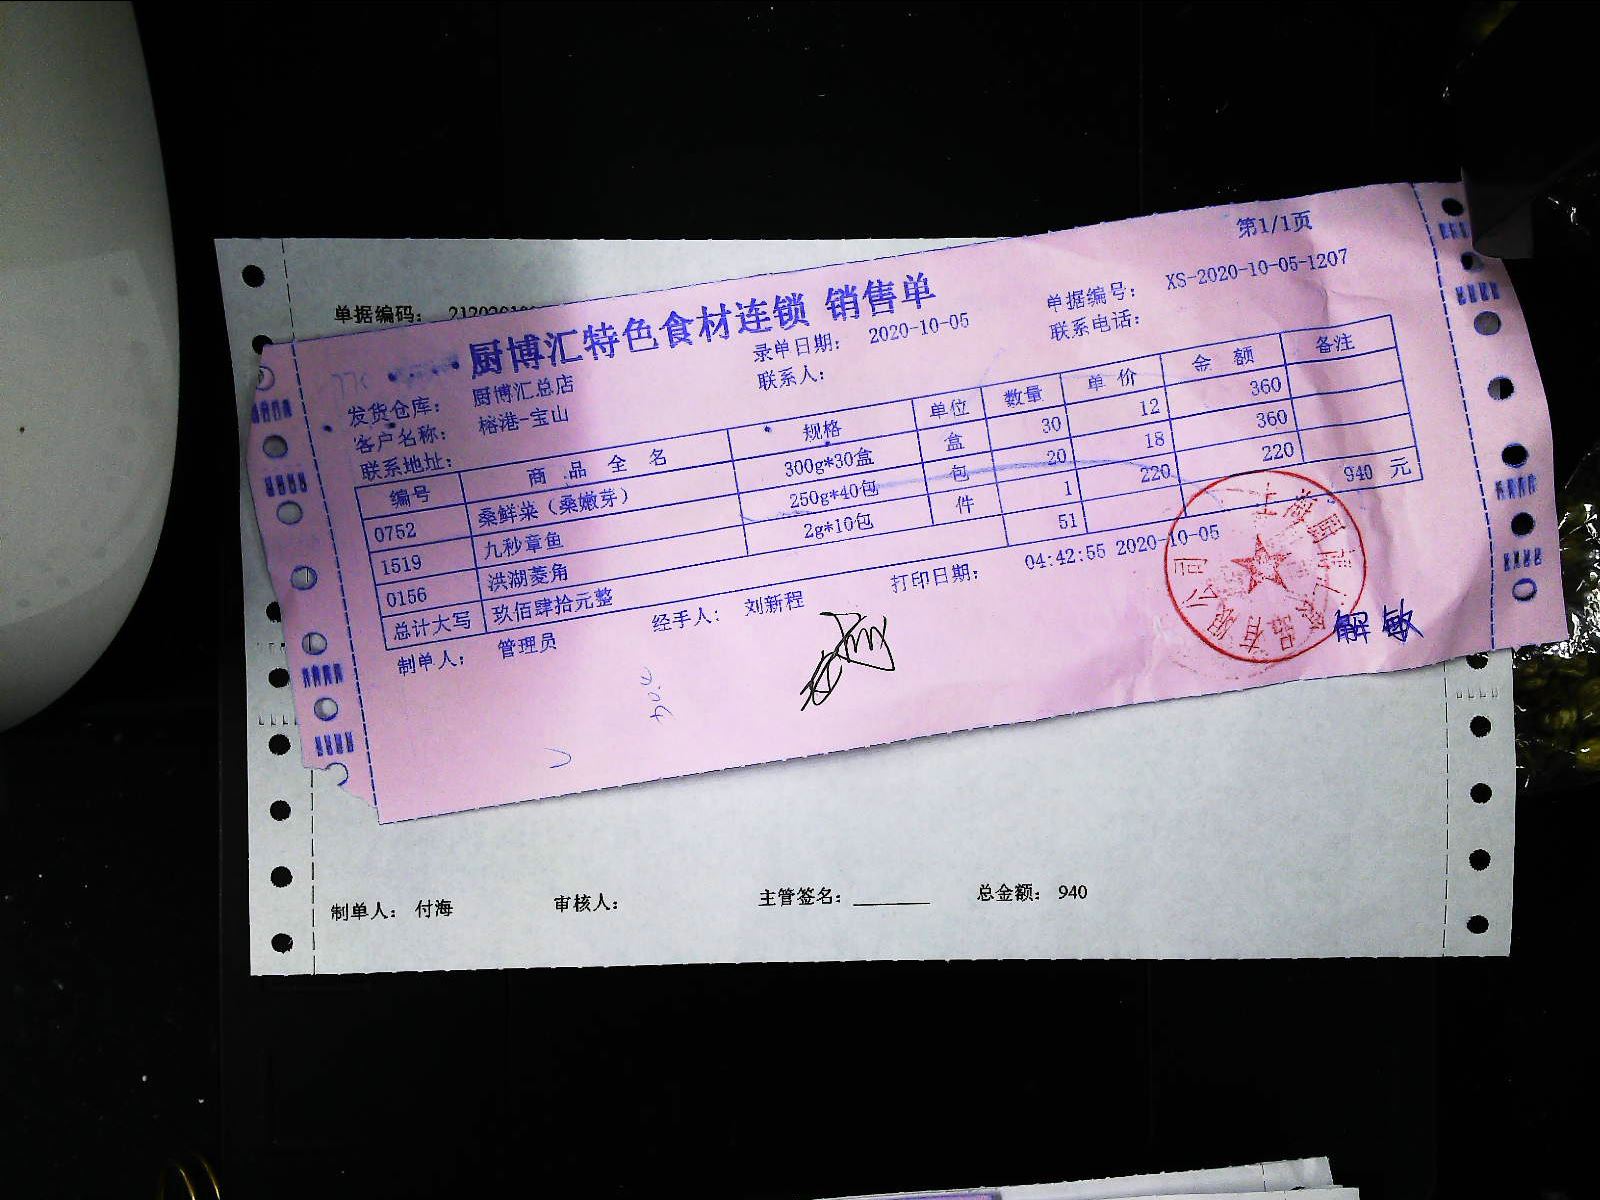 单据编码：
第1/1页
厨博汇特色食材连锁 销售单
发货仓库： 厨博汇总店 录单日期： 2020-10-05 单据编号： XS-2020-10-05-1207
客户名称： 榕港-宝山 联系人： 联系电话：
联系地址：
编号 商品全名 规格 单位 数量 单价 金额 备注
0752 桑鲜菜（桑嫩芽） 300g*30盒 盒 30 12 360
1519 九秒章鱼 250g*40包 包 20 18 360
0156 洪湖菱角 2g*10包 件 1 220 220
总计大写 玖佰肆拾元整 51 940 元
制单人： 管理员 经手人： 刘新程 打印日期： 04:42:55 2020-10-05
解敏
制单人： 付海 审核人： 主管签名： 总金额： 940